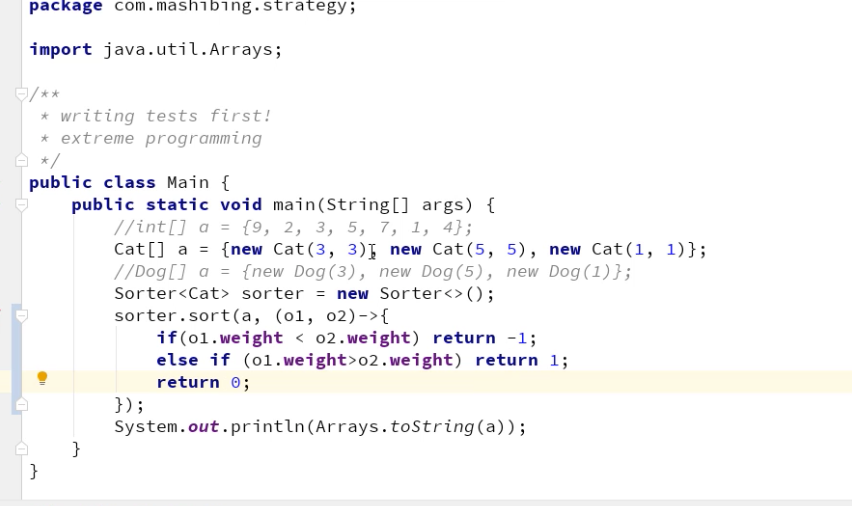 package com.mashibing.strategy;
import java.util.Arrays;
/**
 * writing tests first!
 * extreme programming
 */
public class Main {
    public static void main(String[] args) {
        //int[] a = {9, 2, 3, 5, 7, 1, 4};
        Cat[] a = {new Cat(3, 3), new Cat(5, 5), new Cat(1, 1)};
        //Dog[] a = {new Dog(3), new Dog(5), new Dog(1)};
        Sorter<Cat> sorter = new Sorter<>();
        sorter.sort(a, (o1, o2)->{
            if(o1.weight < o2.weight) return -1;
            else if (o1.weight>o2.weight) return 1;
            return 0;
        });
        System.out.println(Arrays.toString(a));
    }
}